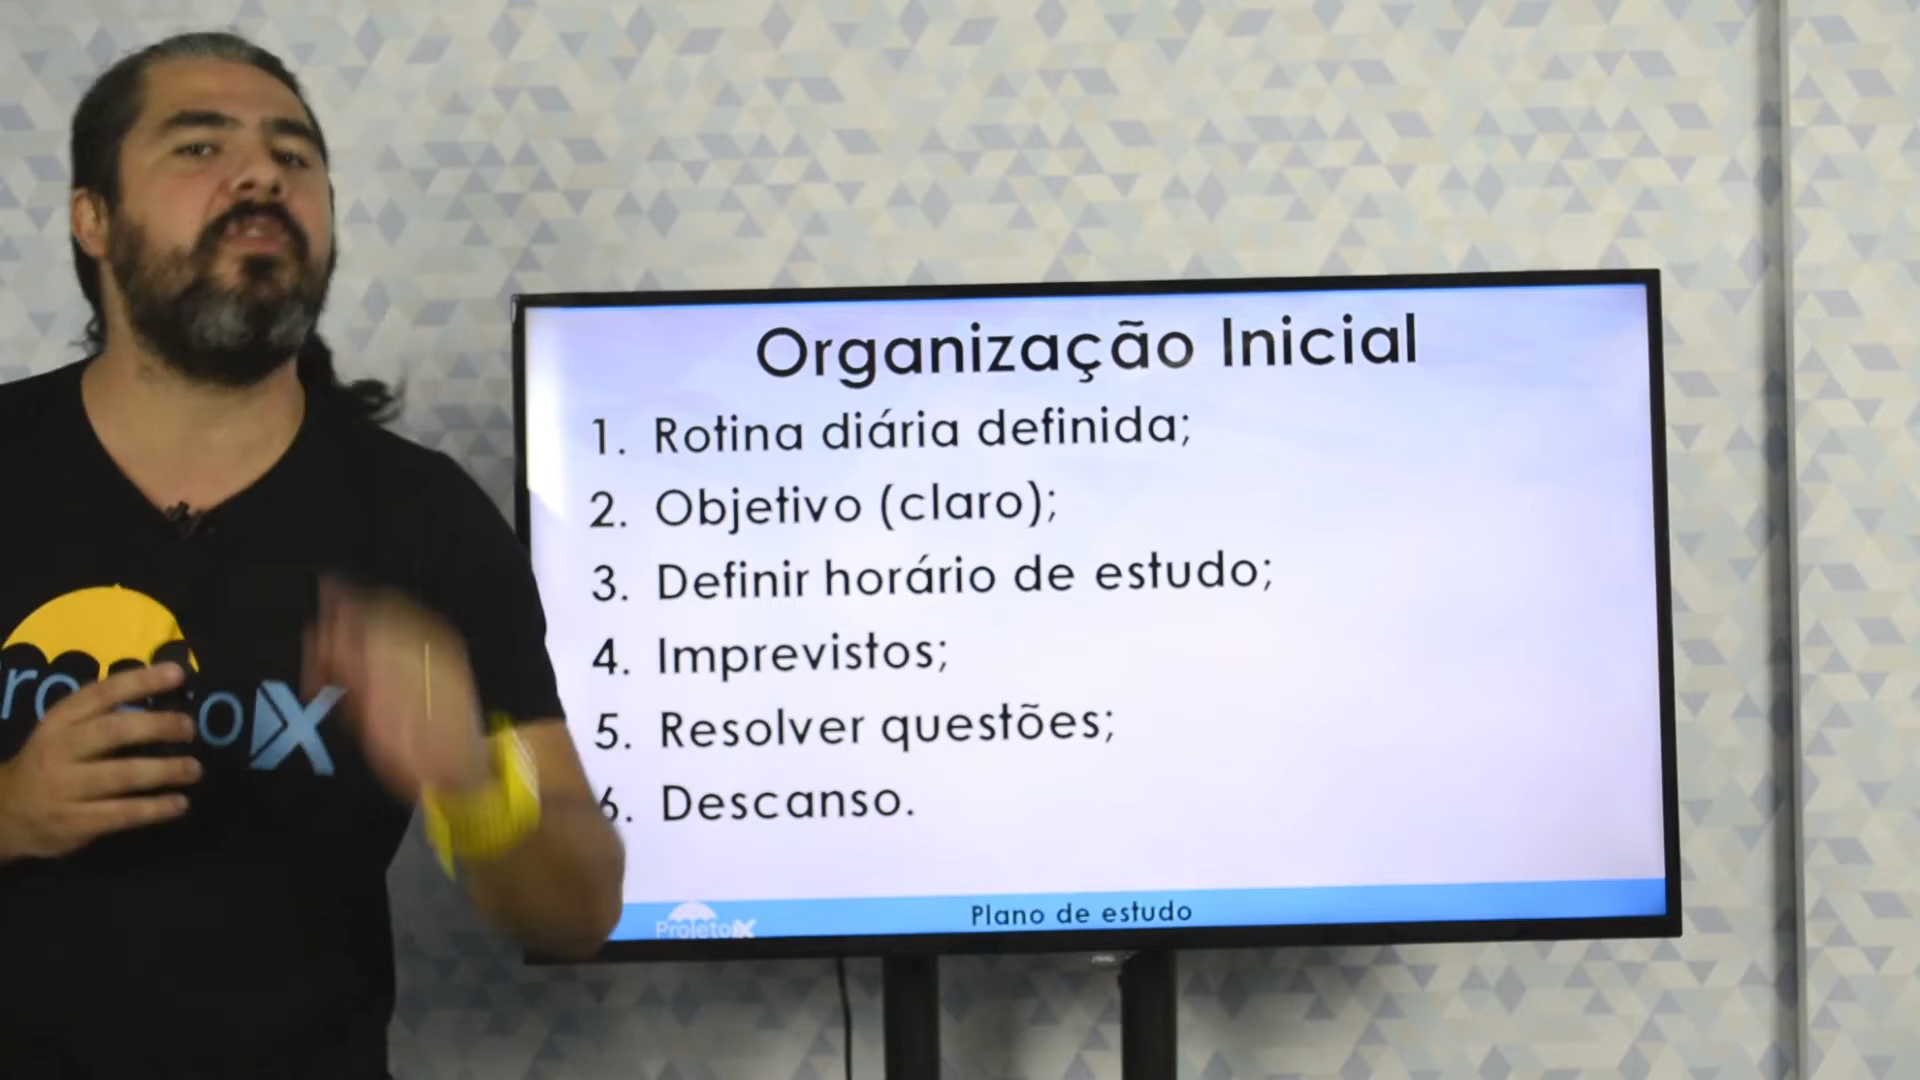 Organização Inicial
1. Rotina diária definida;
2. Objetivo (claro);
3. Definir horário de estudo;
4. Imprevistos;
5. Resolver questões;
6. Descanso.
ProjetoX
Plano de estudo